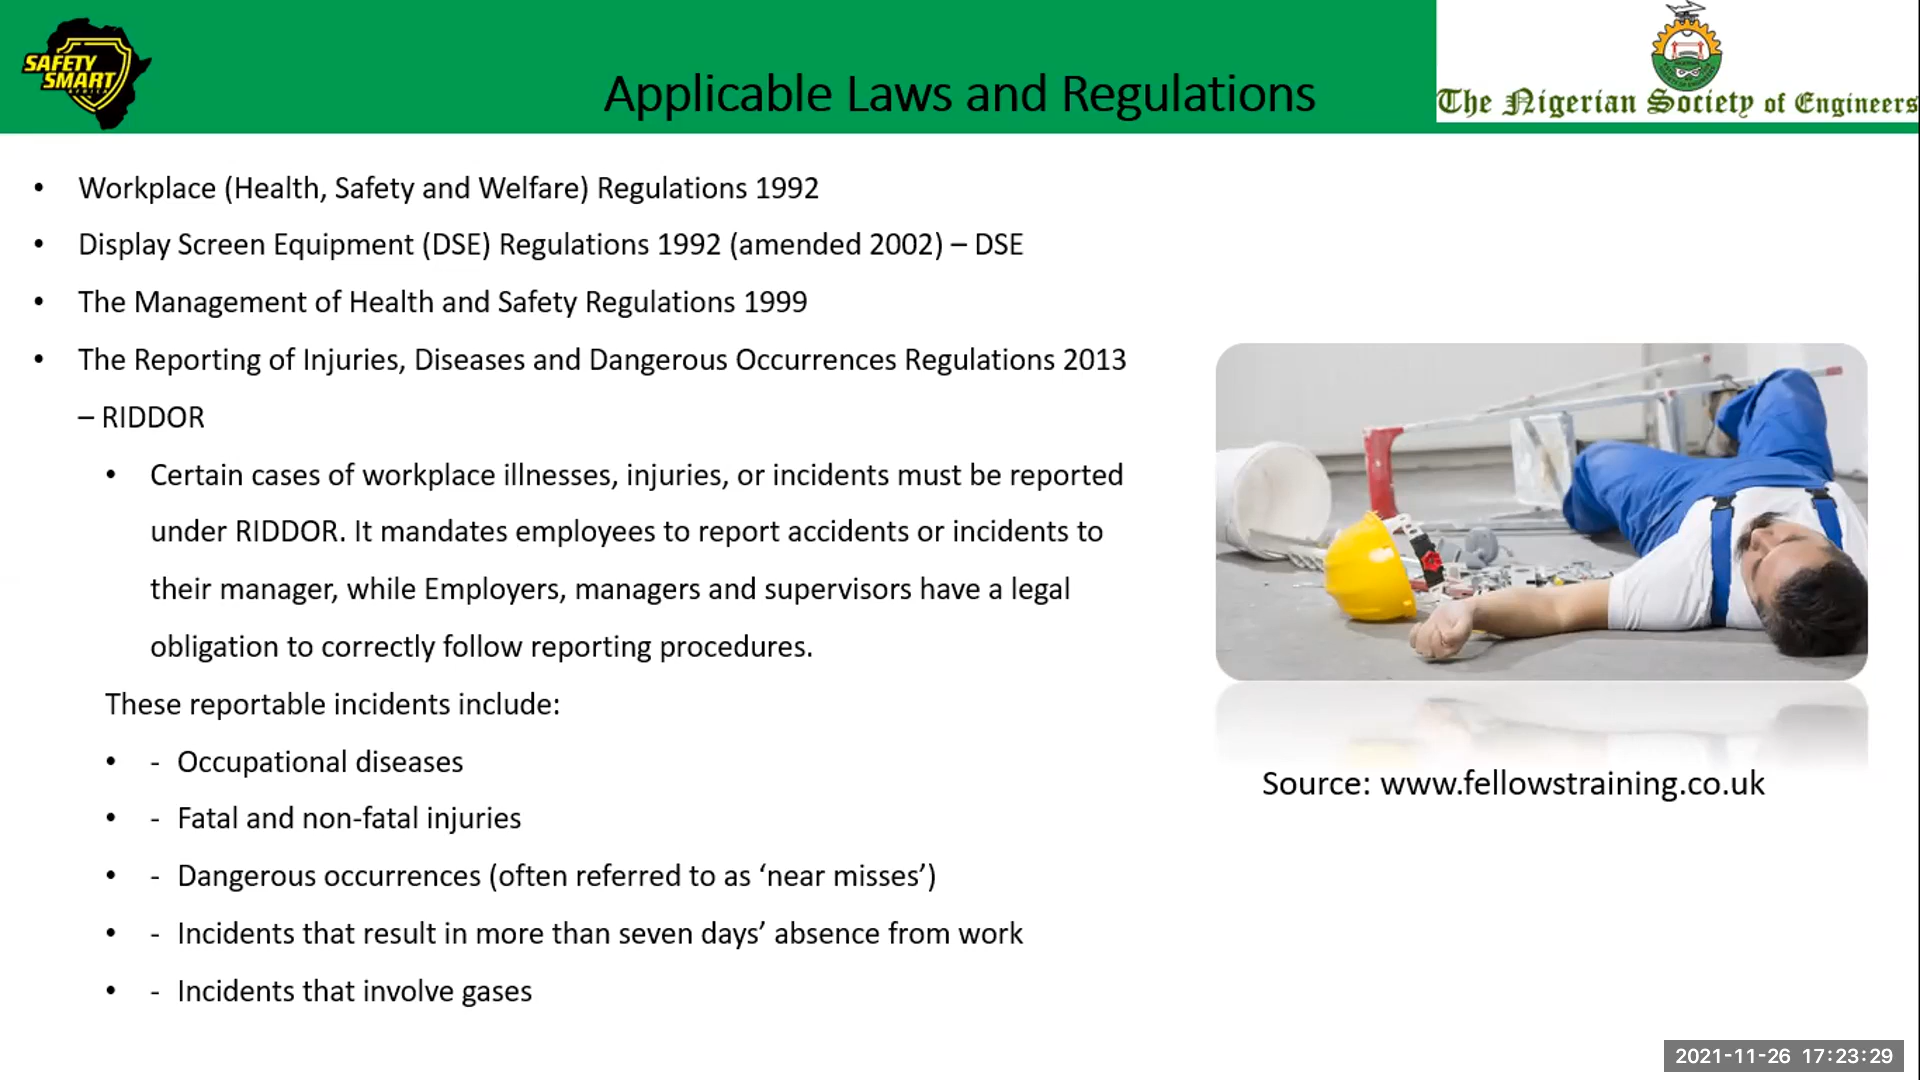 SAFETY
SMART
Applicable Laws and Regulations
The Nigerian Society of Engineers
• Workplace (Health, Safety and Welfare) Regulations 1992
• Display Screen Equipment (DSE) Regulations 1992 (amended 2002) – DSE
• The Management of Health and Safety Regulations 1999
• The Reporting of Injuries, Diseases and Dangerous Occurrences Regulations 2013
– RIDDOR
• Certain cases of workplace illnesses, injuries, or incidents must be reported
under RIDDOR. It mandates employees to report accidents or incidents to
their manager, while Employers, managers and supervisors have a legal
obligation to correctly follow reporting procedures.
These reportable incidents include:
• - Occupational diseases
• - Fatal and non-fatal injuries
• - Dangerous occurrences (often referred to as ‘near misses’)
• - Incidents that result in more than seven days’ absence from work
• - Incidents that involve gases
Source: www.fellowstraining.co.uk
2021-11-26 17:23:29